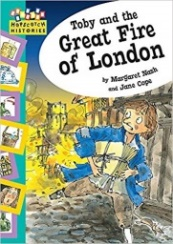 HOPSCOTCH
HISTORIES
Toby and the
Great Fire
of London
by Margaret Nash
and Jane Cope